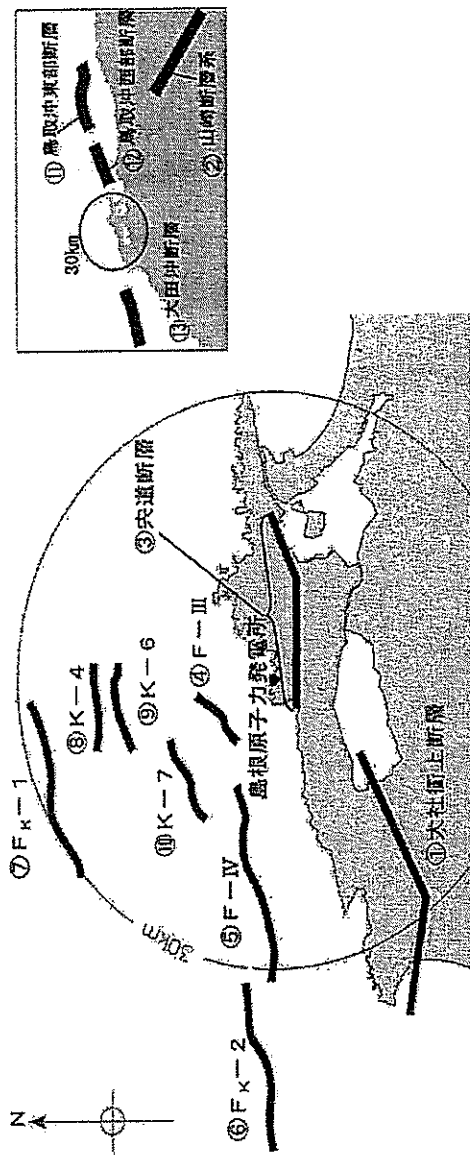 N
⑦FK−1
⑧K−4
⑨K−6
⑩K−7
④F−Ⅲ
⑤F−Ⅳ
⑥FK−2
30km
島根原子力発電所
③宍道断層
①大社衝上断層
⑪鳥取沖東部断層
⑫鳥取沖西部断層
②山崎断層系
⑬大田沖断層
30km